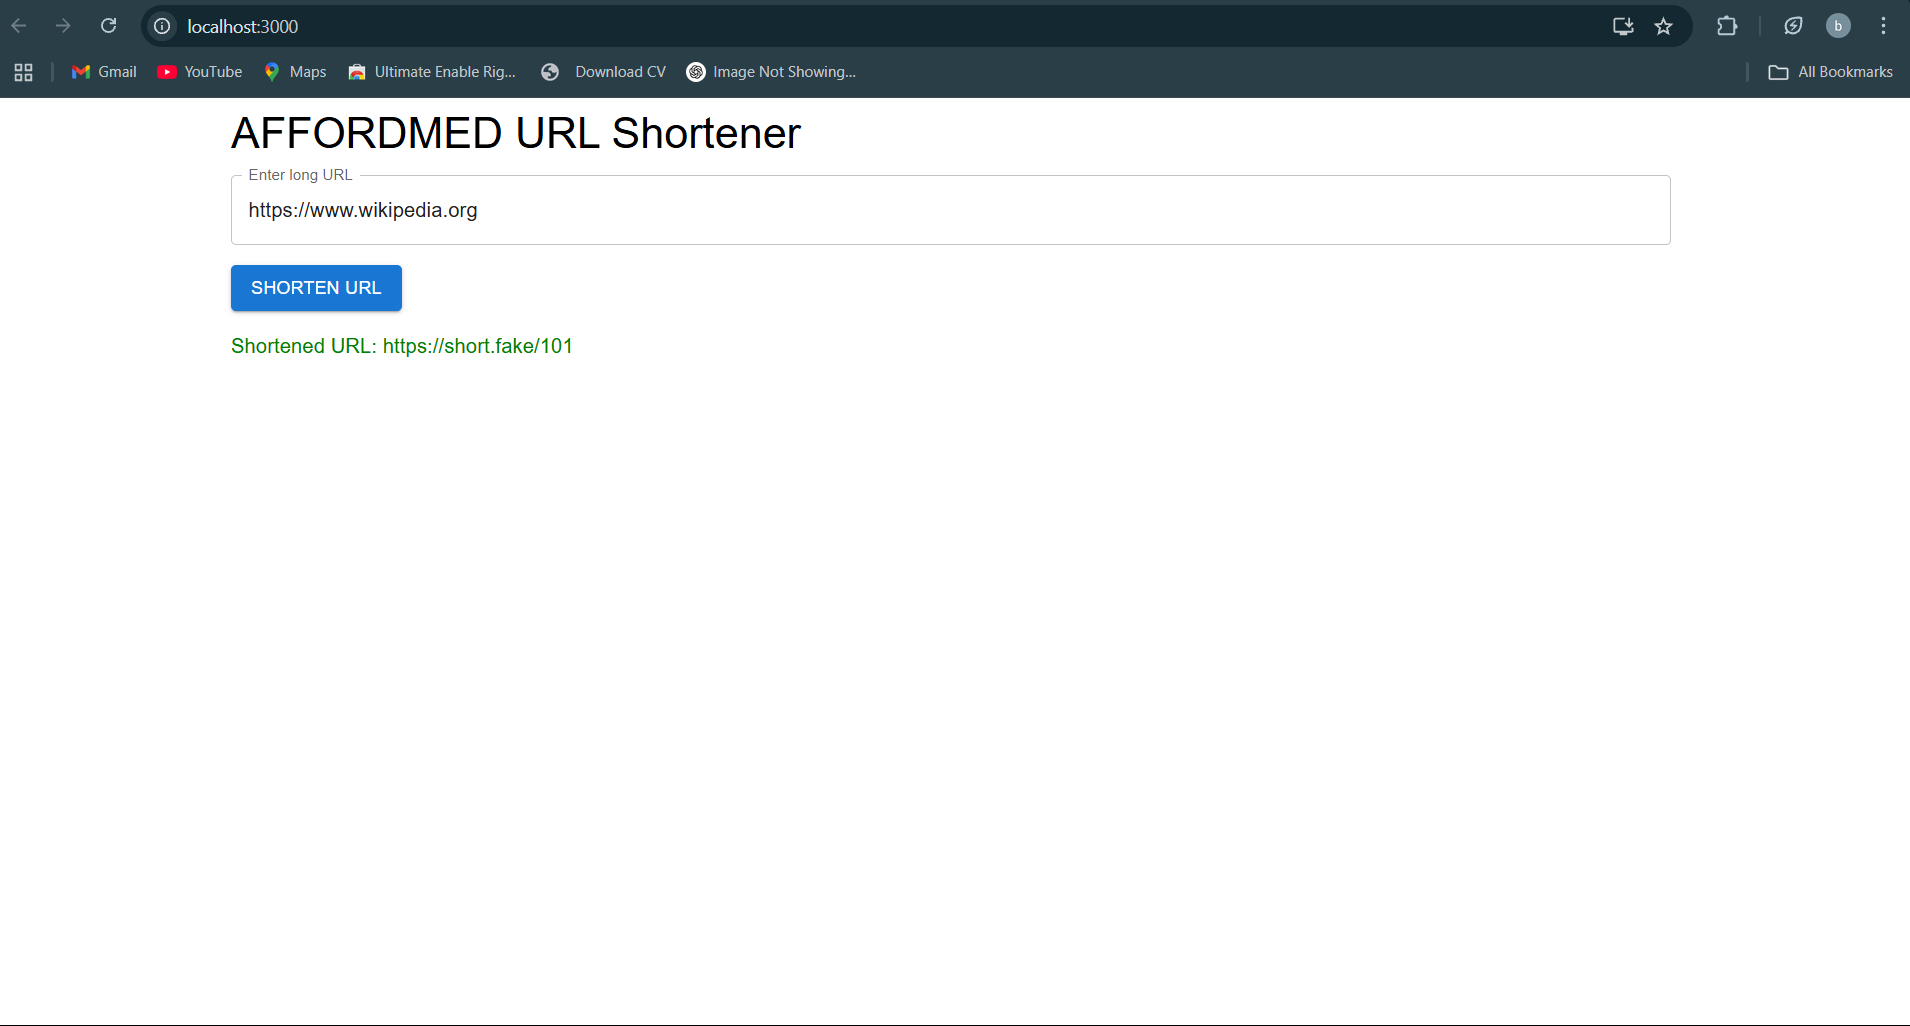 localhost:3000
b
Gmail YouTube Maps Ultimate Enable Rig... Download CV Image Not Showing... All Bookmarks
AFFORDMED URL Shortener
Enter long URL
https://www.wikipedia.org
SHORTEN URL
Shortened URL: https://short.fake/101